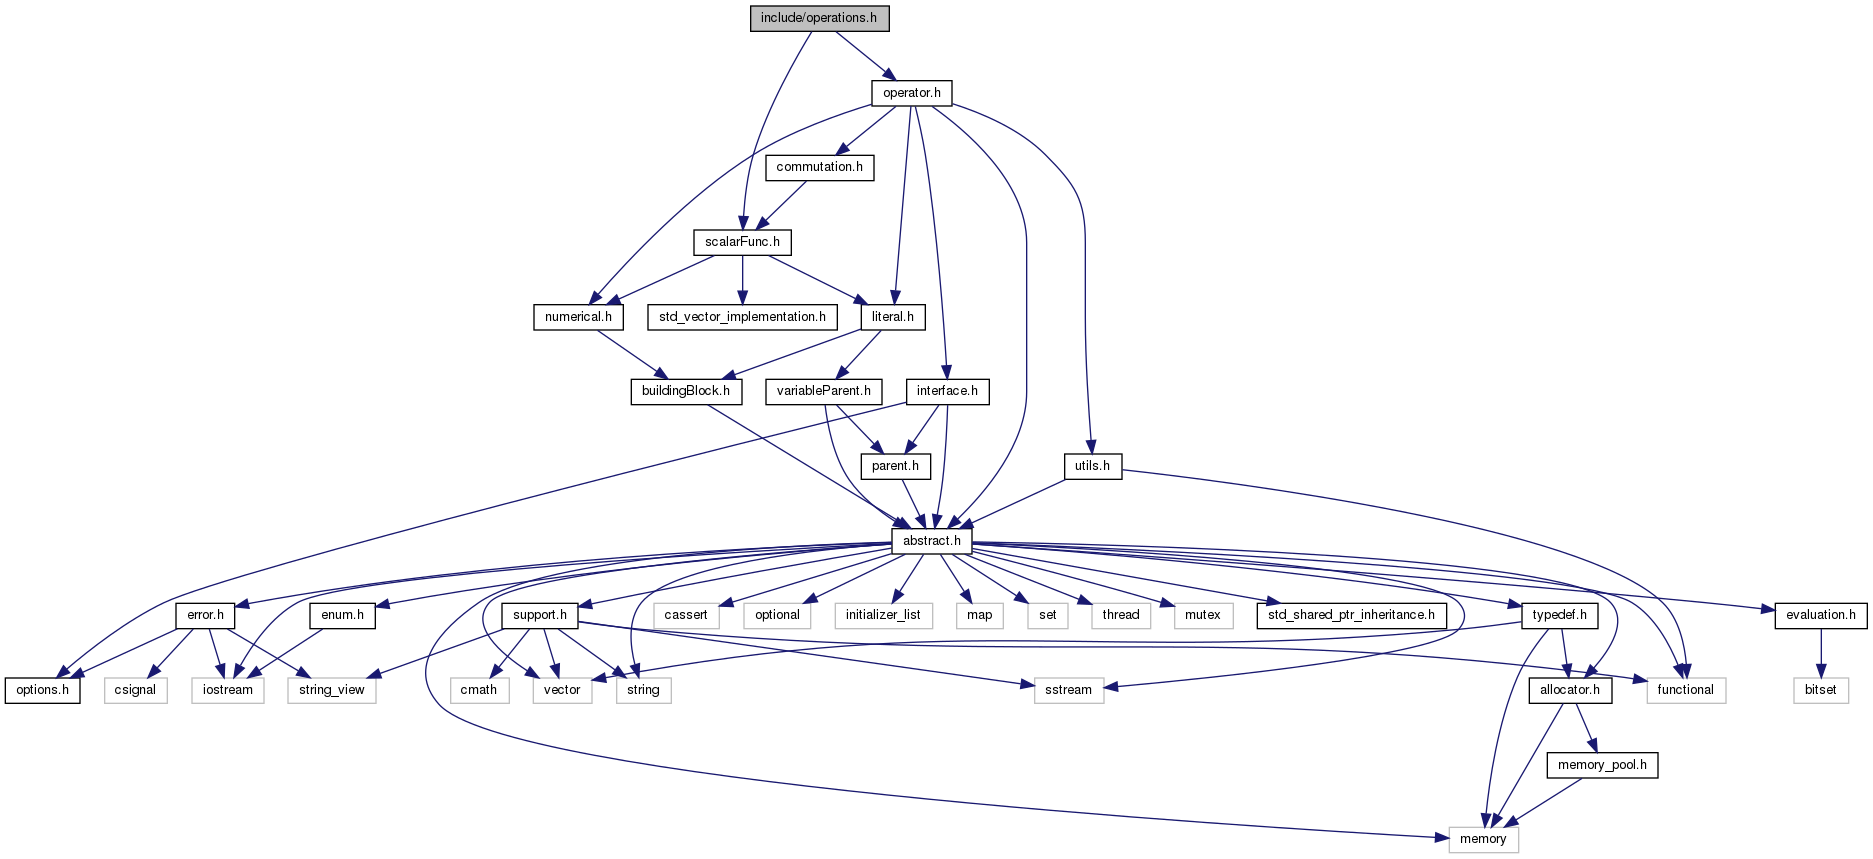 include/operations.h
operator.h
commutation.h
scalarFunc.h
numerical.h
std_vector_implementation.h
literal.h
buildingBlock.h
variableParent.h
interface.h
parent.h
utils.h
abstract.h
error.h
enum.h
support.h
cassert
optional
initializer_list
map
set
thread
mutex
std_shared_ptr_inheritance.h
typedef.h
evaluation.h
options.h
csignal
iostream
string_view
cmath
vector
string
sstream
allocator.h
functional
bitset
memory_pool.h
memory